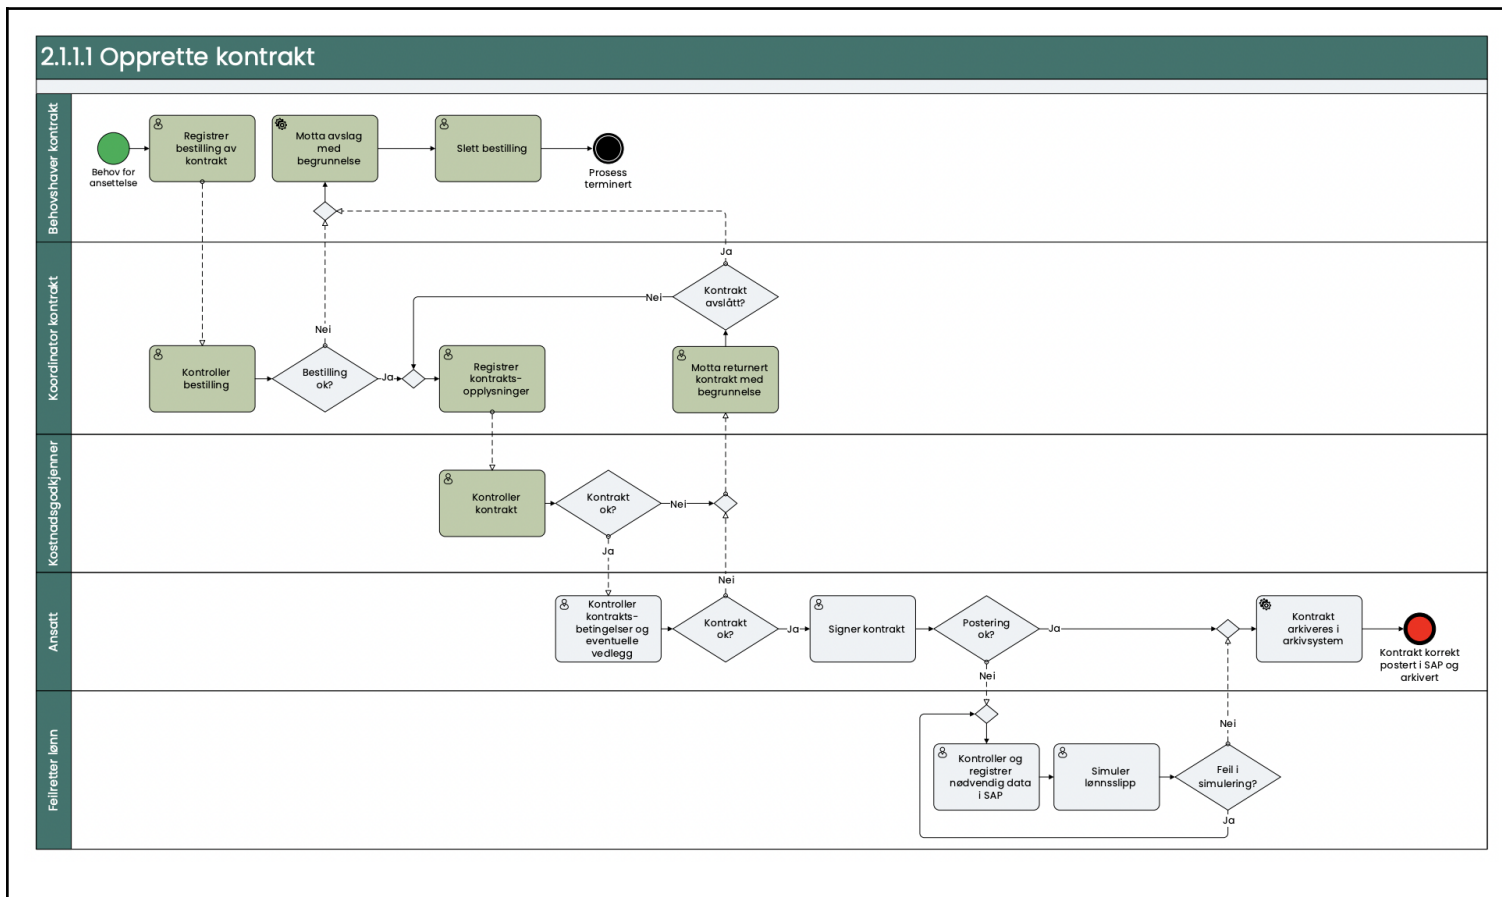 2.1.1.1 Opprette kontrakt
Behovshaver kontrakt
Behov for
ansettelse
Registrer
bestilling av
kontrakt
Motta avslag
med
begrunnelse
Slett bestilling
Prosess
terminert
Koordinator kontrakt
Kontroller
bestilling
Bestilling
ok?
Nei
Ja
Registrer
kontrakts-
opplysninger
Nei
Ja
Kontrakt
avslått?
Motta returnert
kontrakt med
begrunnelse
Kostnadsgodkjenner
Kontroller
kontrakt
Kontrakt
ok?
Nei
Ja
Ansatt
Kontroller
kontrakts-
betingelser og
eventuelle
vedlegg
Nei
Kontrakt
ok?
Ja
Signer kontrakt
Postering
ok?
Ja
Nei
Kontrakt
arkiveres i
arkivsystem
Kontrakt korrekt
postert i SAP og
arkivert
Feilretter lønn
Kontroller og
registrer
nødvendig data
i SAP
Simuler
lønnsslipp
Nei
Feil i
simulering?
Ja